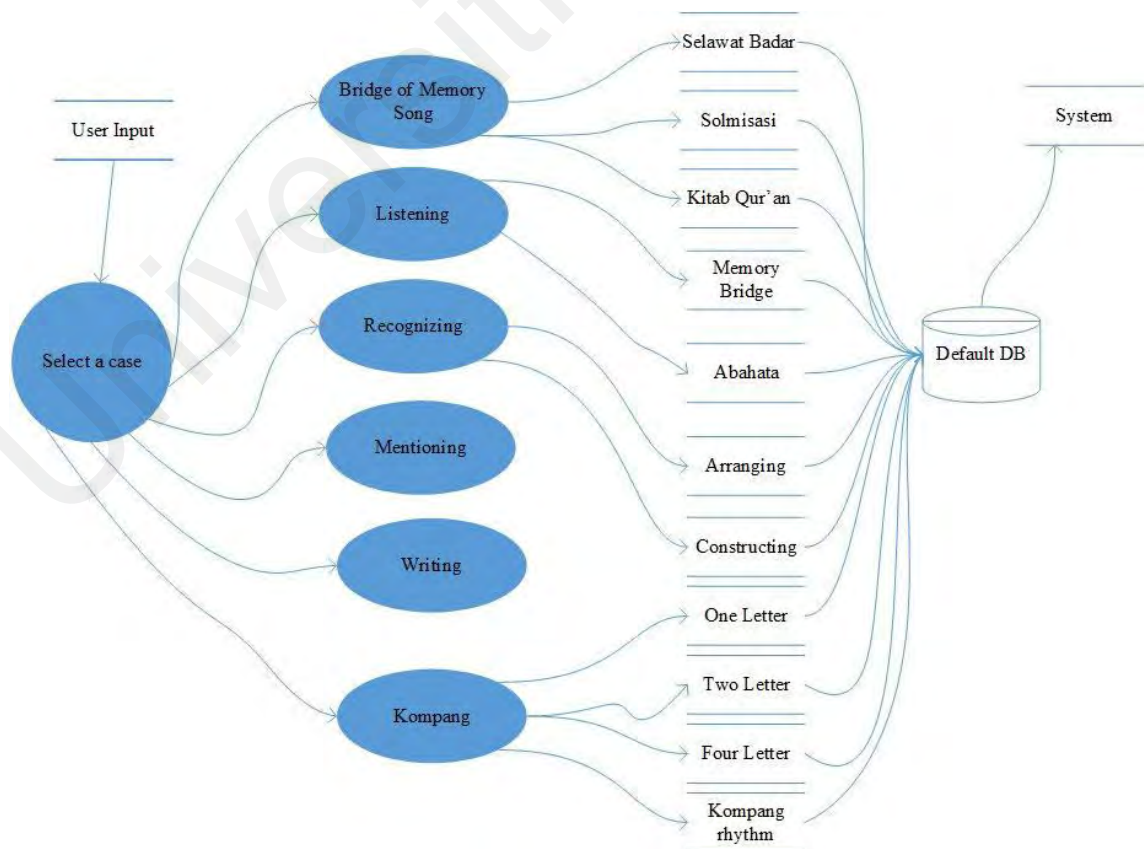 User Input
Select a case
Bridge of Memory
Song
Listening
Recognizing
Mentioning
Writing
Kompang
Selawat Badar
Solmisasi
Kitab Qur'an
Memory
Bridge
Abahata
Arranging
Constructing
One Letter
Two Letter
Four Letter
Kompang
rhythm
Default DB
System
Universit